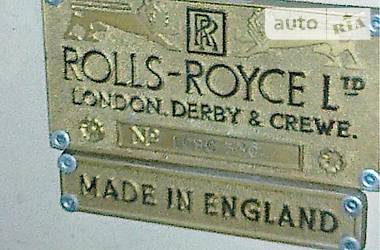 auto RIA
RR
ROLLS-ROYCE LTD
LONDON. DERBY & CREWE.
No
MADE IN ENGLAND